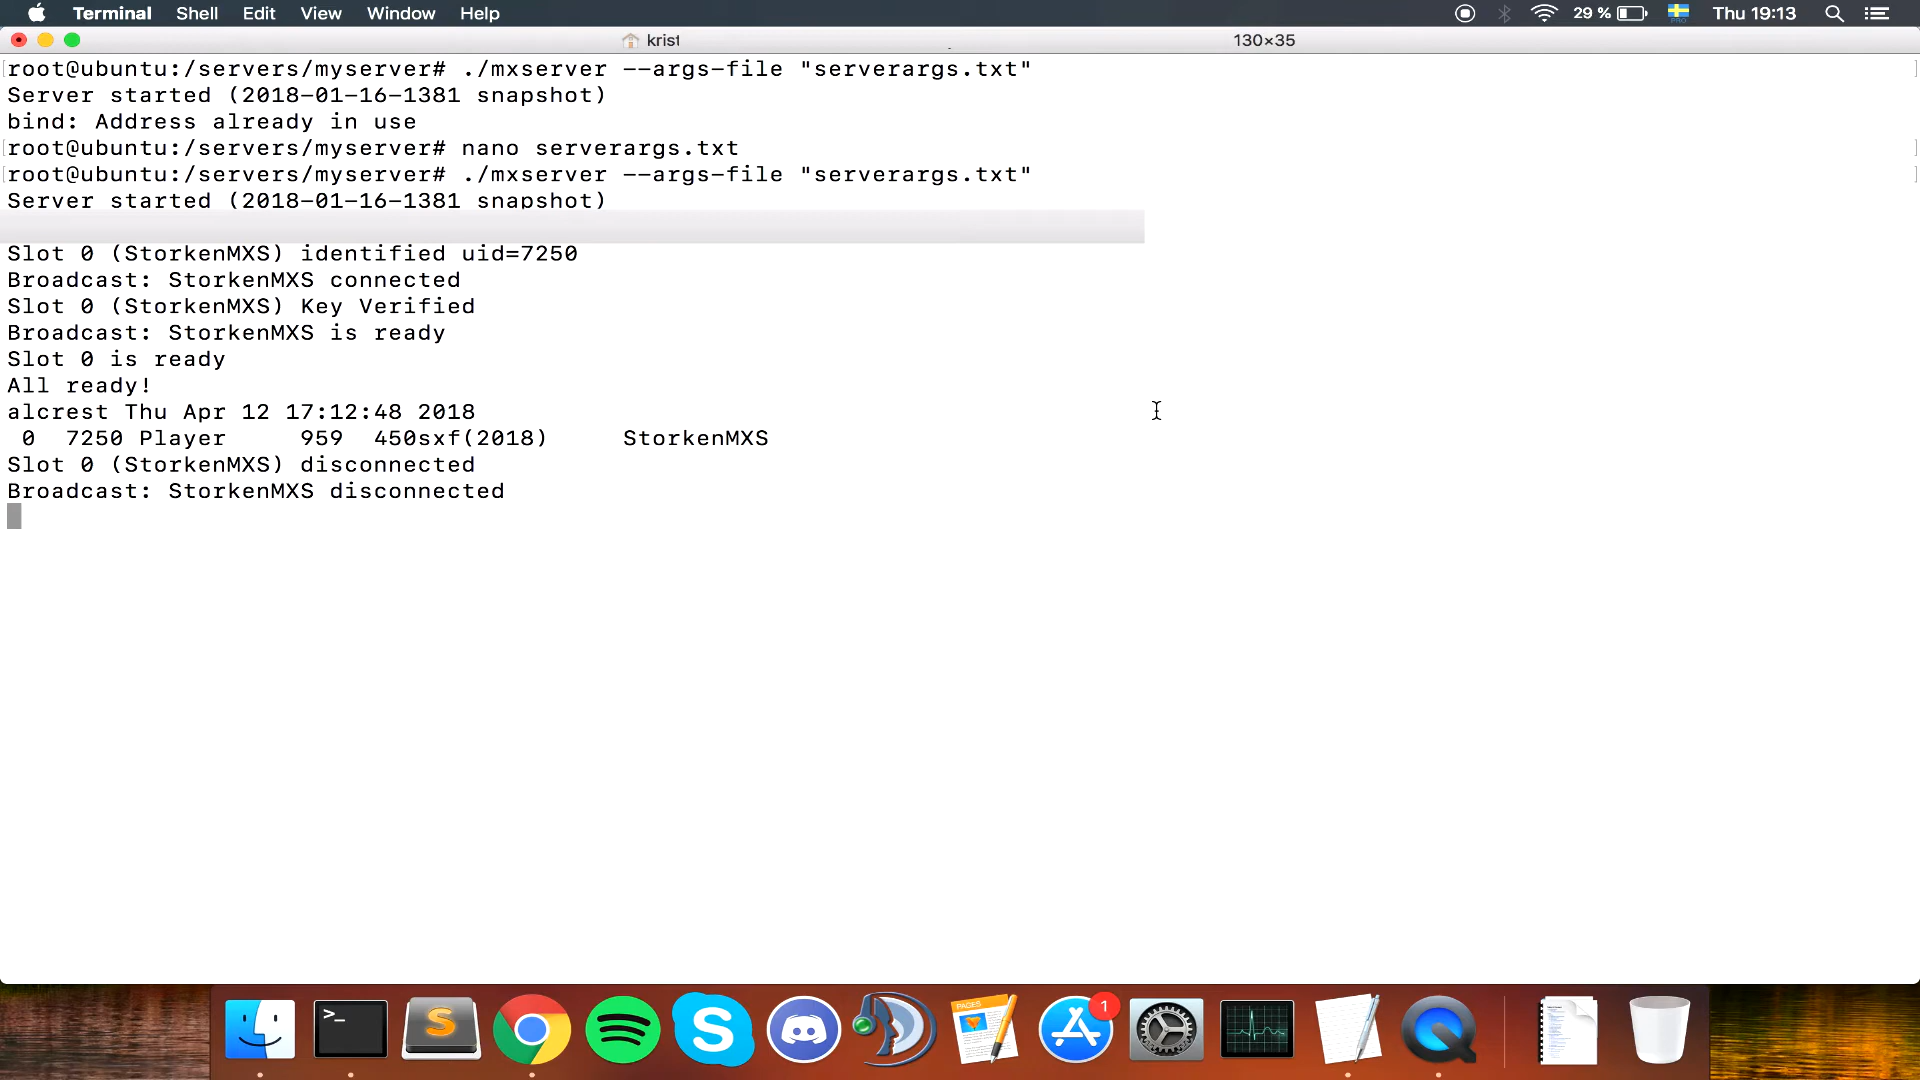 Terminal Shell Edit View Window Help 29 % Thu 19:13
krist 130×35
root@ubuntu:/servers/myserver# ./mxserver --args-file "serverargs.txt"
Server started (2018-01-16-1381 snapshot)
bind: Address already in use
root@ubuntu:/servers/myserver# nano serverargs.txt
root@ubuntu:/servers/myserver# ./mxserver --args-file "serverargs.txt"
Server started (2018-01-16-1381 snapshot)
Slot 0 (StorkenMXS) identified uid=7250
Broadcast: StorkenMXS connected
Slot 0 (StorkenMXS) Key Verified
Broadcast: StorkenMXS is ready
Slot 0 is ready
All ready!
alcrest Thu Apr 12 17:12:48 2018
0 7250 Player 959 450sxf(2018) StorkenMXS
Slot 0 (StorkenMXS) disconnected
Broadcast: StorkenMXS disconnected
>_
S
S
PAGES
1